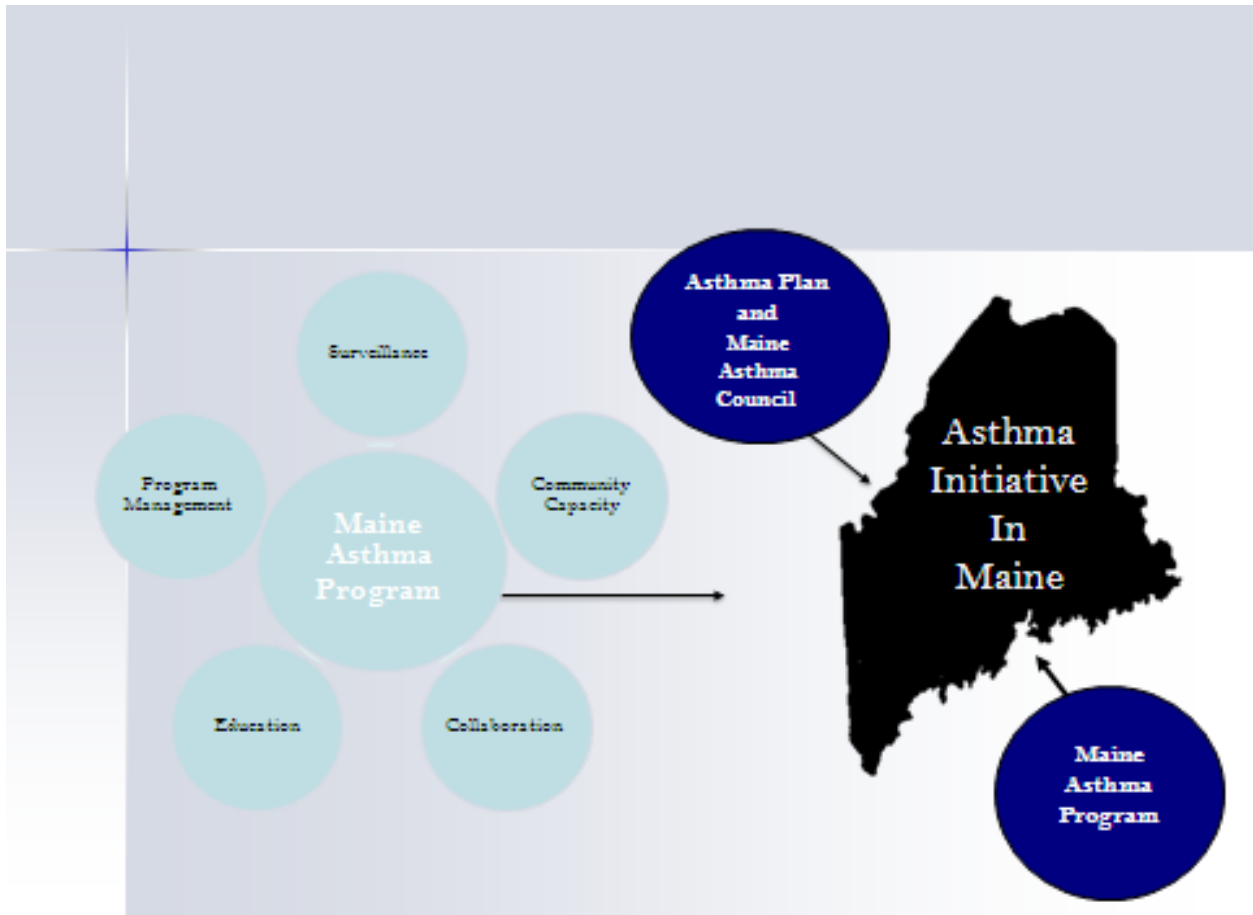 Surveillance
Program
Management
Community
Capacity
Maine
Asthma
Program
Education
Collaboration
Asthma Plan
and
Maine
Asthma
Council
Asthma
Initiative
In
Maine
Maine
Asthma
Program